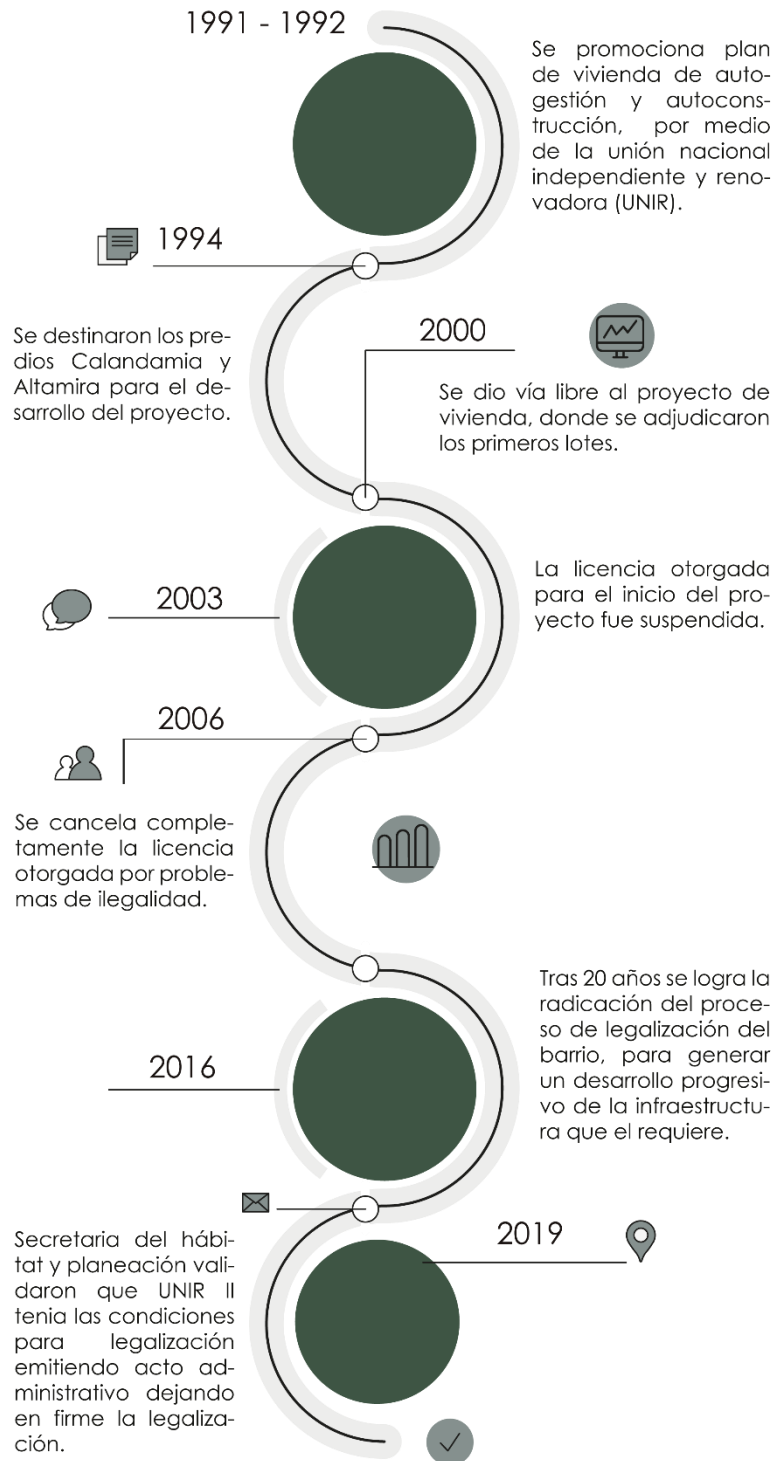 1991 - 1992
Se promociona plan
de vivienda de auto-
gestión y autocons-
trucción, por medio
de la unión nacional
independiente y reno-
vadora (UNIR).
1994
Se destinaron los pre-
dios Calandamia y
Altamira para el de-
sarrollo del proyecto.
2000
Se dio vía libre al proyecto de
vivienda, donde se adjudicaron
los primeros lotes.
2003
La licencia otorgada
para el inicio del pro-
yecto fue suspendida.
2006
Se cancela comple-
tamente la licencia
otorgada por proble-
mas de ilegalidad.
2016
Tras 20 años se logra la
radicación del proce-
so de legalización del
barrio, para generar
un desarrollo progresi-
vo de la infraestructu-
ra que el requiere.
2019
Secretaria del hábi-
tat y planeación vali-
daron que UNIR II
tenia las condiciones
para legalización
emitiendo acto ad-
ministrativo dejando
en firme la legaliza-
ción.